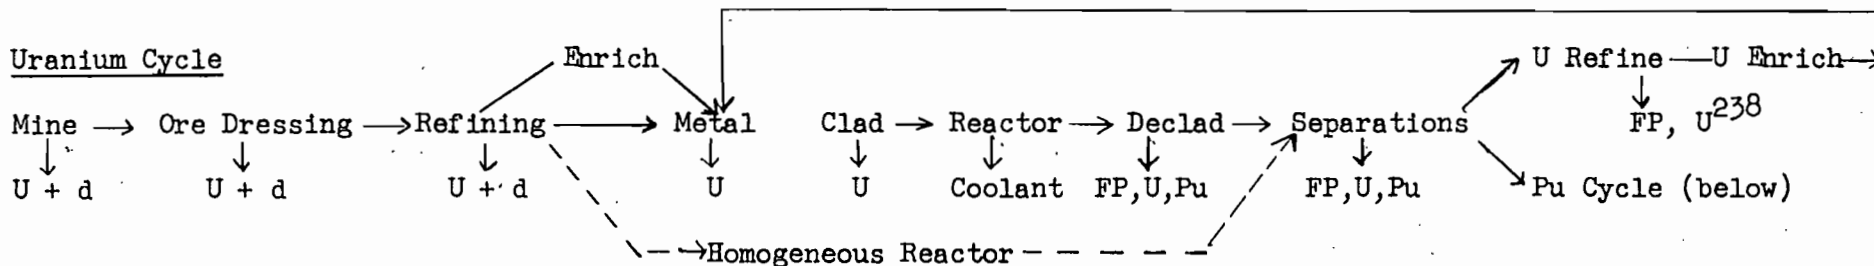 Enrich U Refine U Enrich
Uranium Cycle
Mine Ore Dressing Refining Metal Clad Reactor Declad Separations FP, U238
U + d U + d U + d U U Coolant FP,U,Pu FP,U,Pu Pu Cycle (below)
Homogeneous Reactor